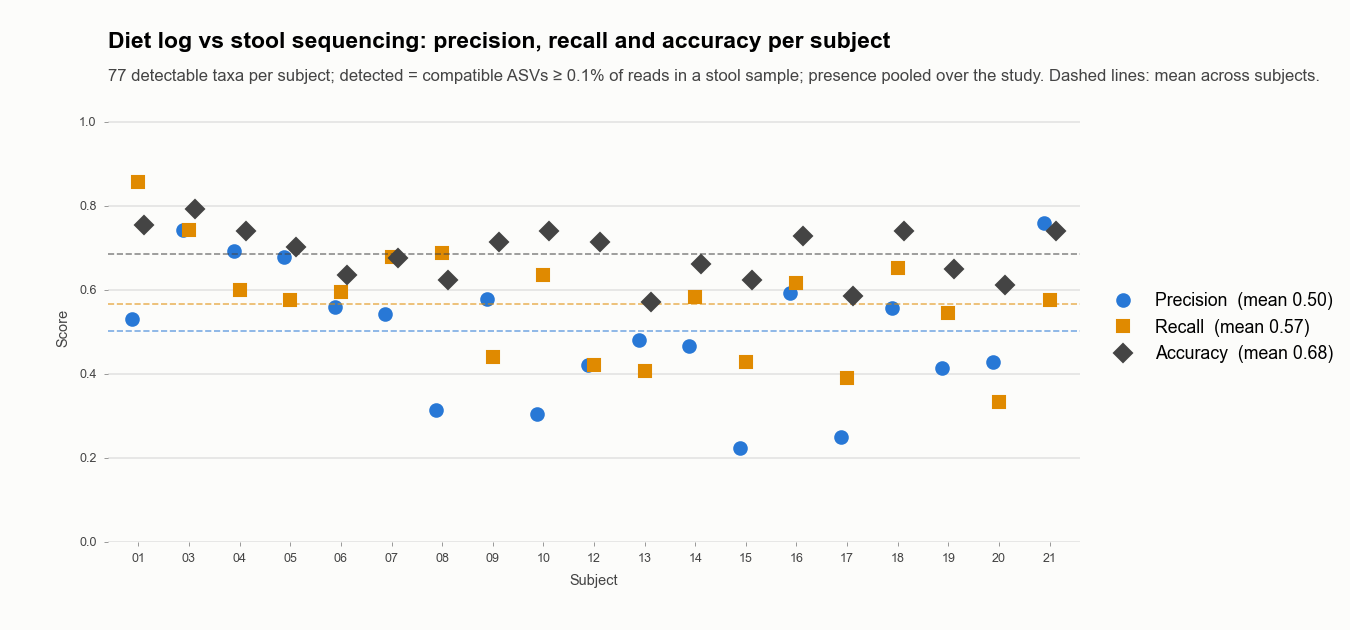 Diet log vs stool sequencing: precision, recall and accuracy per subject
77 detectable taxa per subject; detected = compatible ASVs ≥ 0.1% of reads in a stool sample; presence pooled over the study. Dashed lines: mean across subjects.
1.0
0.8
0.6
0.4
0.2
0.0
Score
01 03 04 05 06 07 08 09 10 12 13 14 15 16 17 18 19 20 21
Subject
Precision (mean 0.50)
Recall (mean 0.57)
Accuracy (mean 0.68)